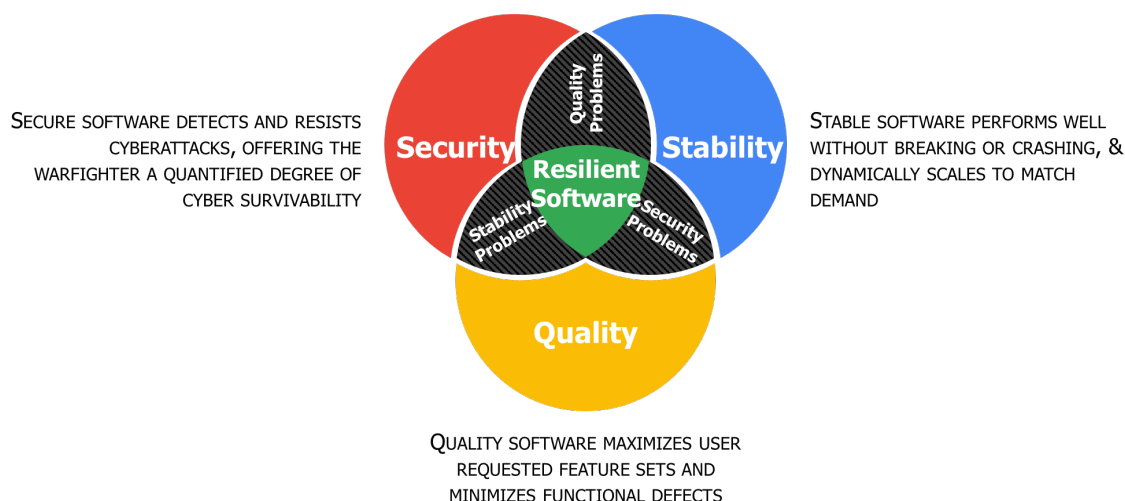 Quality
Problems
Security
Stability
Resilient
Software
Stability
Problems
Security
Problems
Quality
SECURE SOFTWARE DETECTS AND RESISTS
CYBERATTACKS, OFFERING THE
WARFIGHTER A QUANTIFIED DEGREE OF
CYBER SURVIVABILITY
STABLE SOFTWARE PERFORMS WELL
WITHOUT BREAKING OR CRASHING, &
DYNAMICALLY SCALES TO MATCH
DEMAND
QUALITY SOFTWARE MAXIMIZES USER
REQUESTED FEATURE SETS AND
MINIMIZES FUNCTIONAL DEFECTS